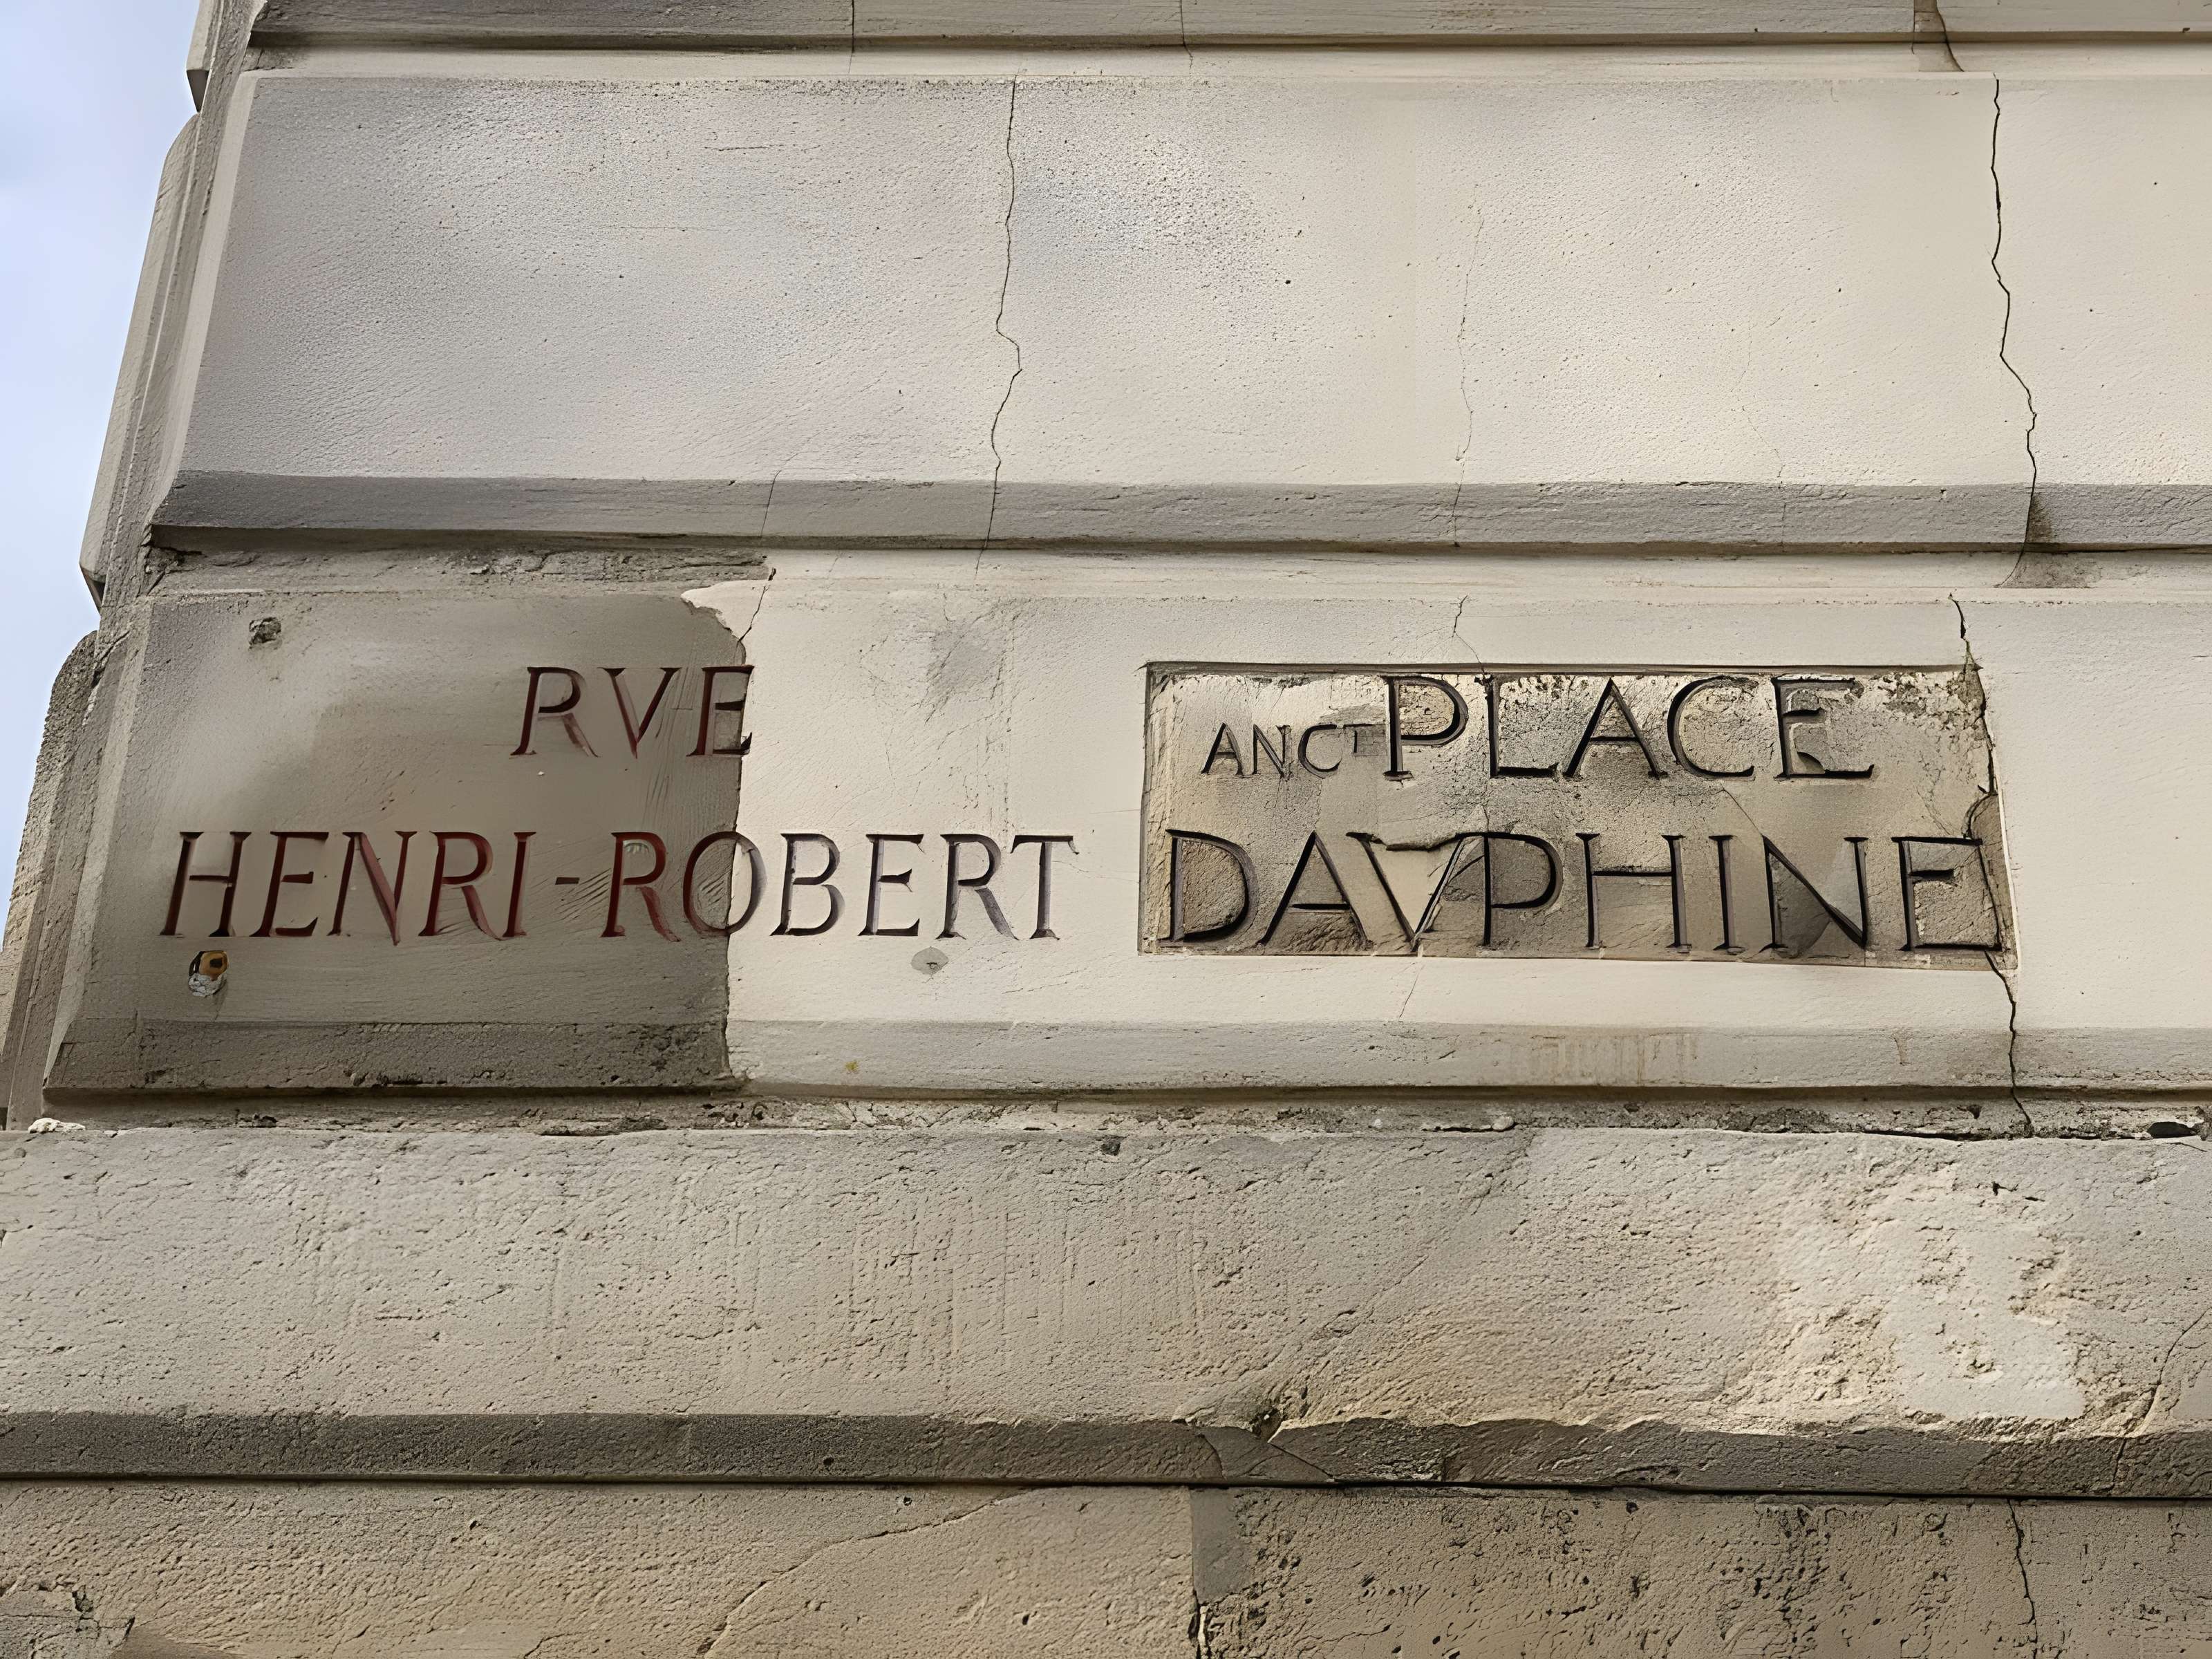 RVE
HENRI-ROBERT
ANCT PLACE
DAVPHINE